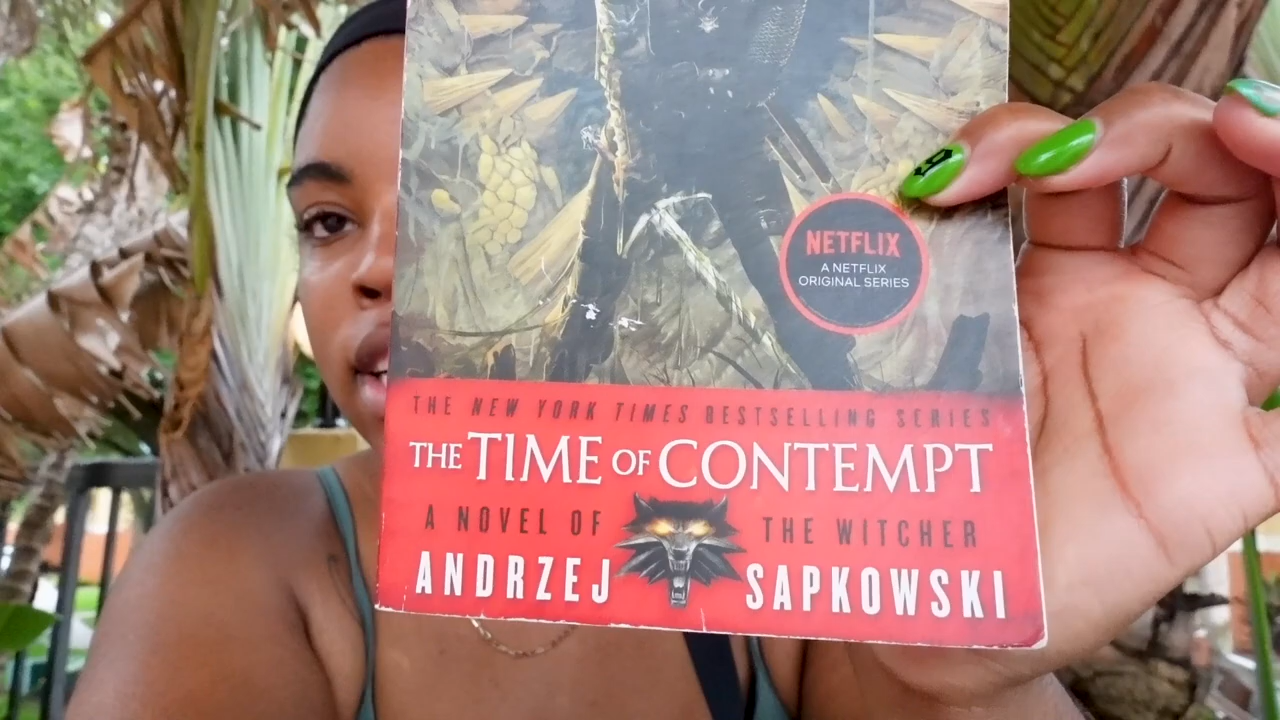 NETFLIX
A NETFLIX
ORIGINAL SERIES
THE NEW YORK TIMES BESTSELLING SERIES
THE TIME OF CONTEMPT
A NOVEL OF THE WITCHER
ANDRZEJ SAPKOWSKI